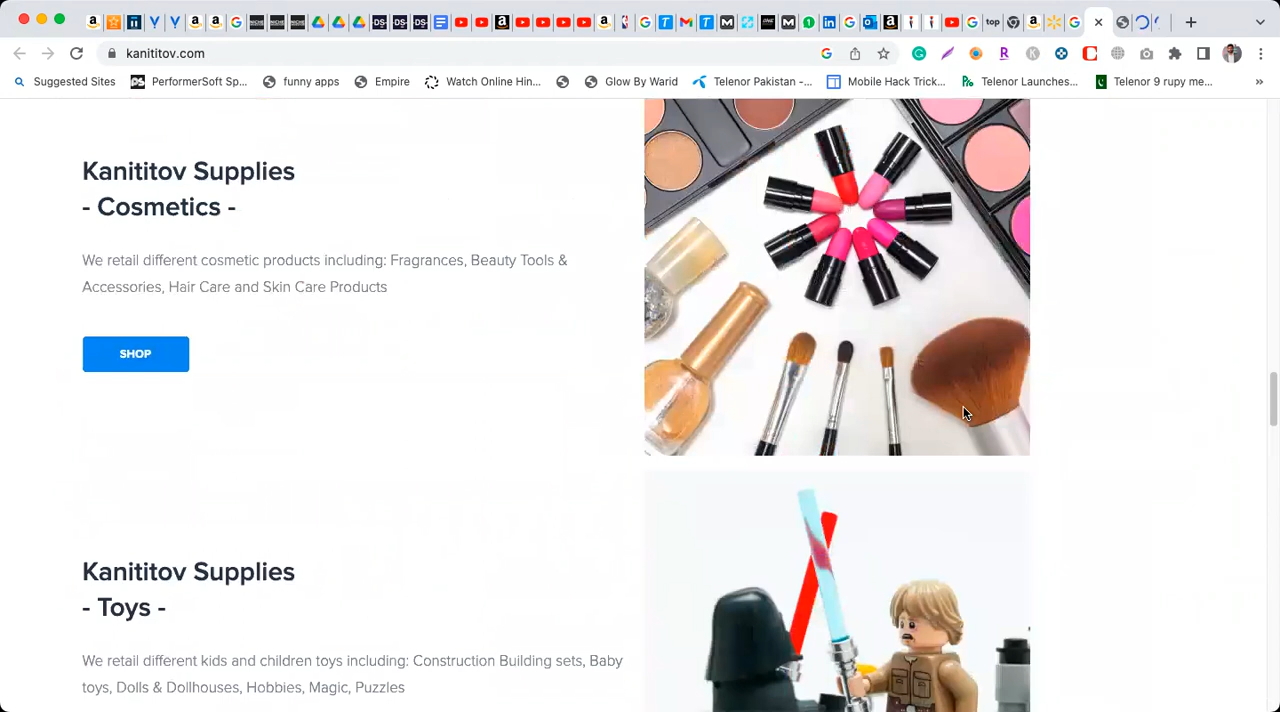 top
kanititov.com
Suggested Sites
PerformerSoft Sp...
funny apps
Empire
Watch Online Hin...
Glow By Warid
Telenor Pakistan -...
Mobile Hack Trick...
Telenor Launches...
Telenor 9 rupy me...
Kanititov Supplies
- Cosmetics -
We retail different cosmetic products including: Fragrances, Beauty Tools &
Accessories, Hair Care and Skin Care Products
SHOP
Kanititov Supplies
- Toys -
We retail different kids and children toys including: Construction Building sets, Baby
toys, Dolls & Dollhouses, Hobbies, Magic, Puzzles